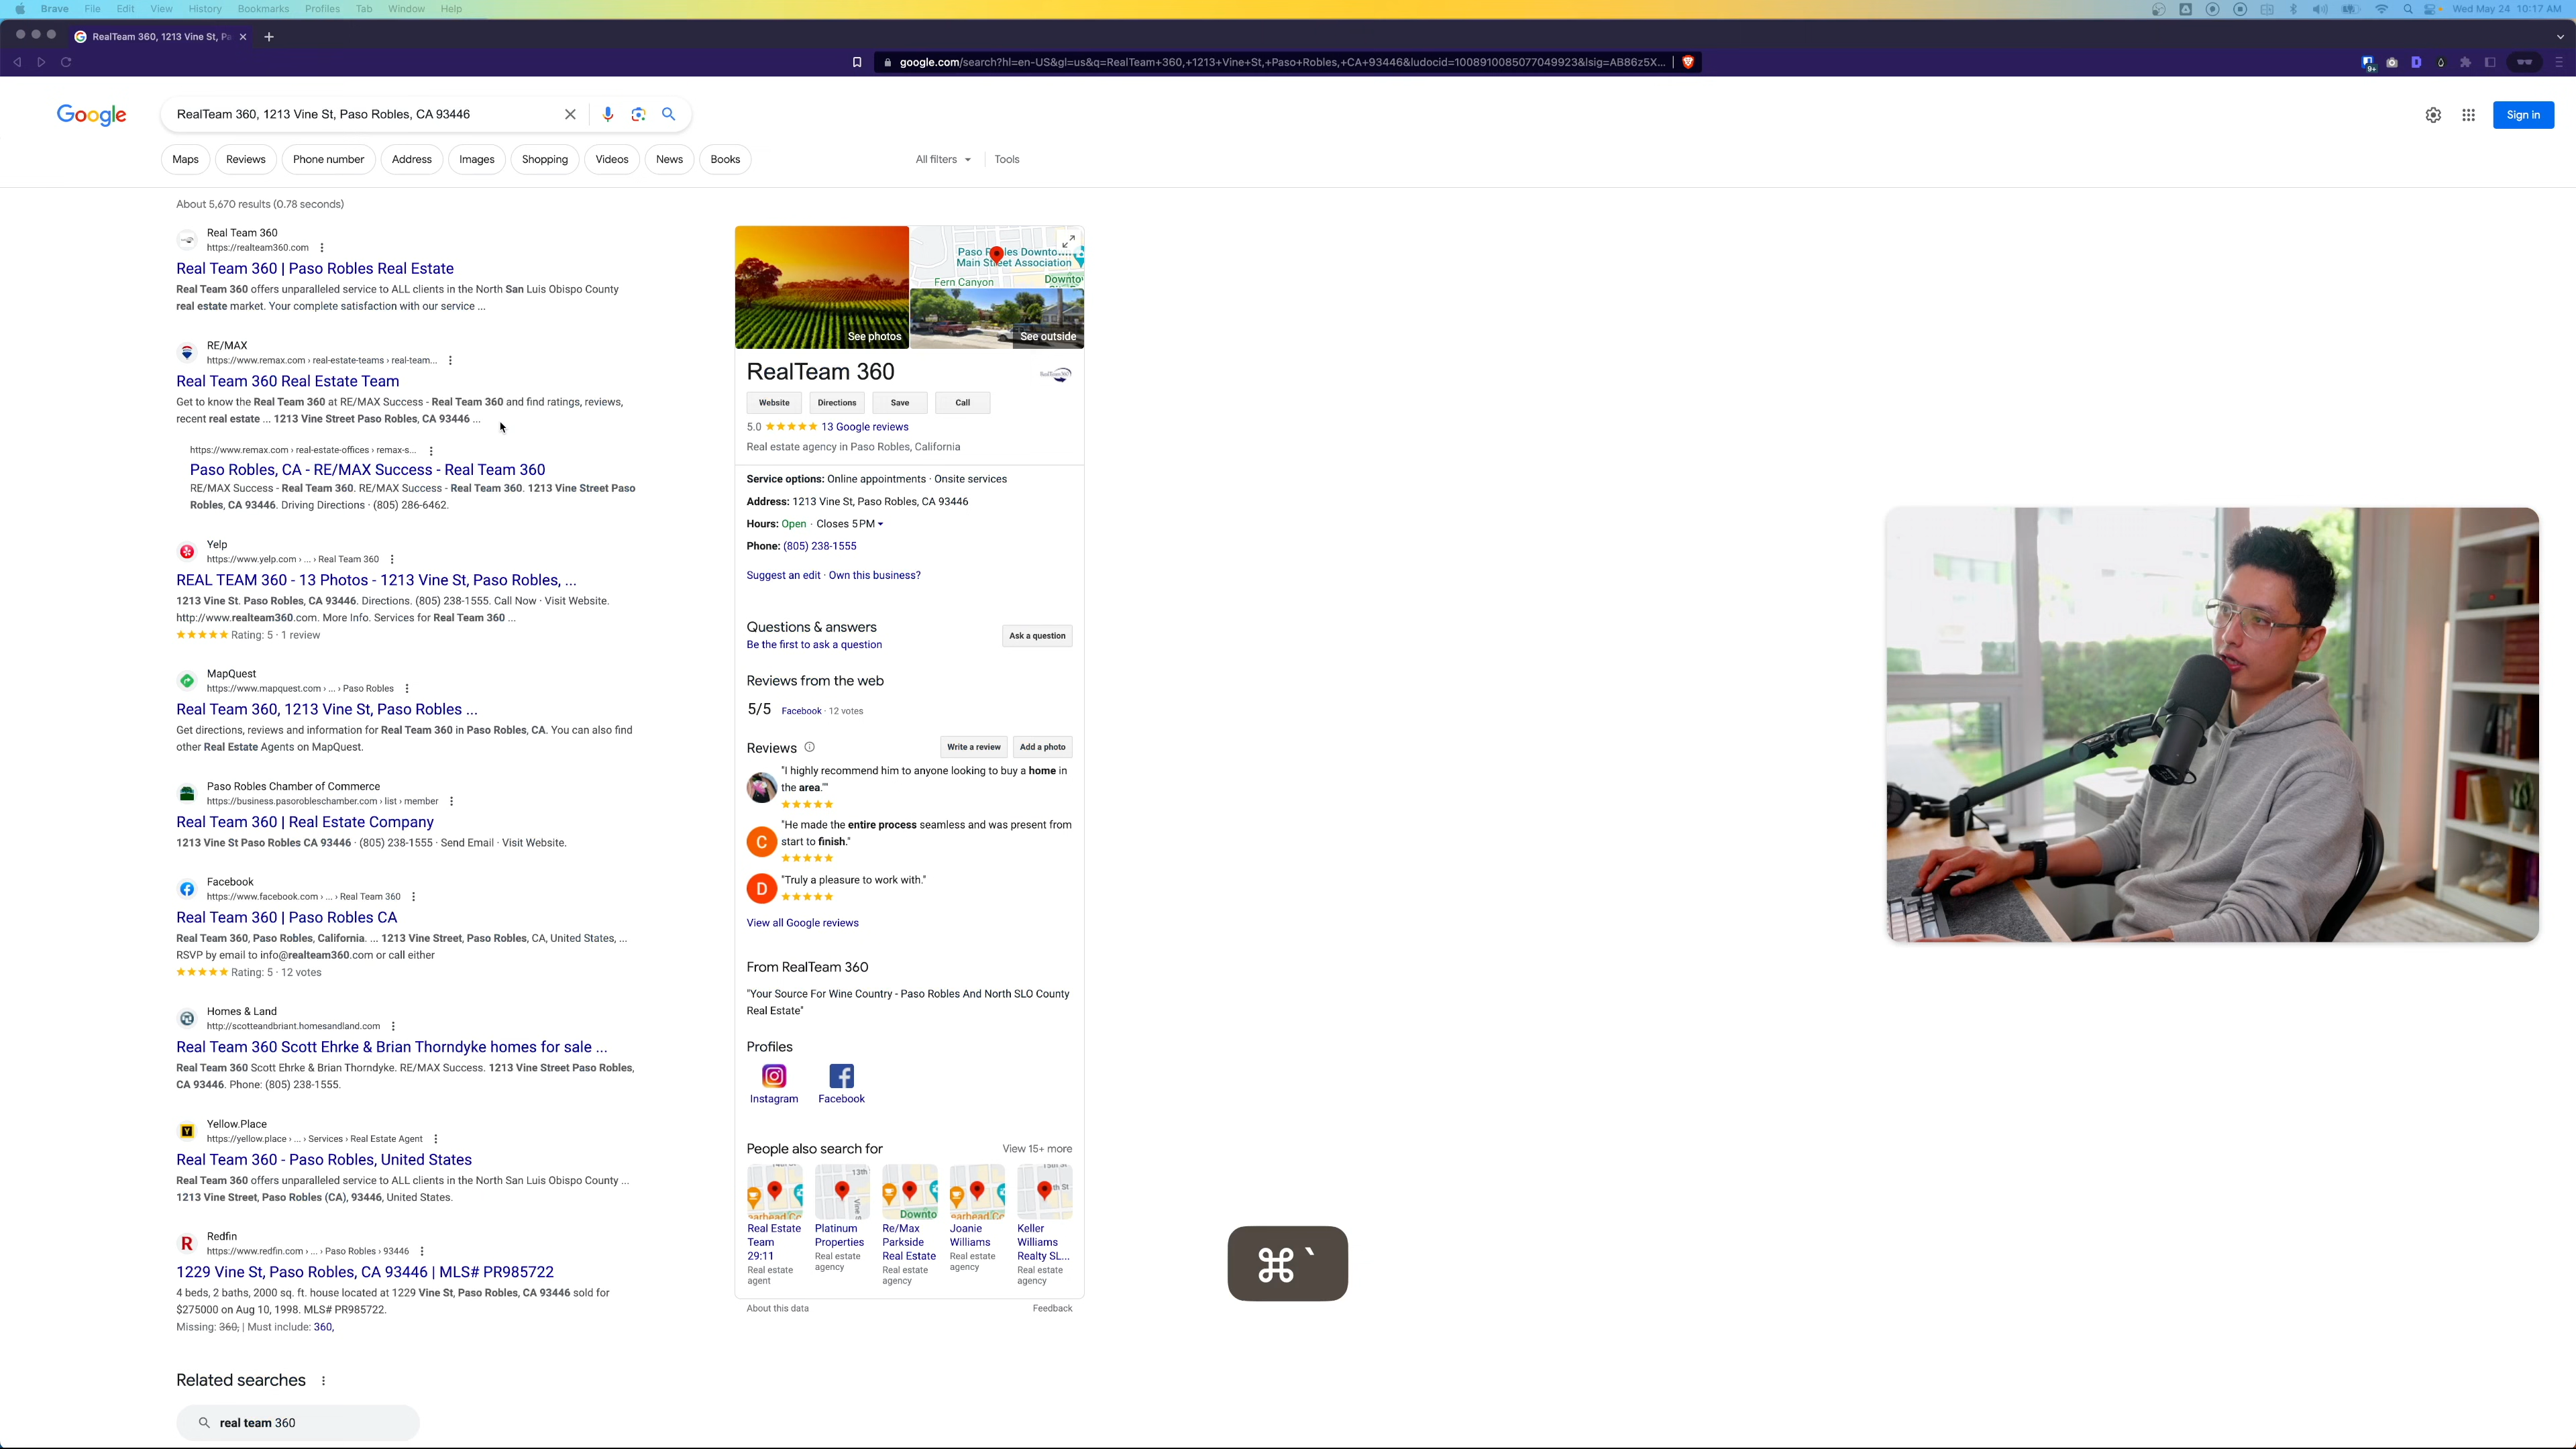 Brave File Edit View History Bookmarks Profiles Tab Window Help
Wed May 24 10:17 AM
RealTeam 360, 1213 Vine St, Pa
google.com/search?hl=en-US&gl=us&q=RealTeam+360,+1213+Vine+St,+Paso+Robles,+CA+93446&ludocid=1008910085077049923&lsig=AB86z5X...
9+
Google
RealTeam 360, 1213 Vine St, Paso Robles, CA 93446
Sign in
Maps Reviews Phone number Address Images Shopping Videos News Books All filters Tools
About 5,670 results (0.78 seconds)
Real Team 360
https://realteam360.com
Real Team 360 | Paso Robles Real Estate
Real Team 360 offers unparalleled service to ALL clients in the North San Luis Obispo County
real estate market. Your complete satisfaction with our service ...
RE/MAX
https://www.remax.com › real-estate-teams › real-team...
Real Team 360 Real Estate Team
Get to know the Real Team 360 at RE/MAX Success - Real Team 360 and find ratings, reviews,
recent real estate ... 1213 Vine Street Paso Robles, CA 93446 ...
https://www.remax.com › real-estate-offices › remax-s...
Paso Robles, CA - RE/MAX Success - Real Team 360
RE/MAX Success - Real Team 360. RE/MAX Success - Real Team 360. 1213 Vine Street Paso
Robles, CA 93446. Driving Directions · (805) 286-6462.
Yelp
https://www.yelp.com › ... › Real Team 360
REAL TEAM 360 - 13 Photos - 1213 Vine St, Paso Robles, ...
1213 Vine St. Paso Robles, CA 93446. Directions. (805) 238-1555. Call Now · Visit Website.
http://www.realteam360.com. More Info. Services for Real Team 360 ...
Rating: 5 · 1 review
MapQuest
https://www.mapquest.com › ... › Paso Robles
Real Team 360, 1213 Vine St, Paso Robles ...
Get directions, reviews and information for Real Team 360 in Paso Robles, CA. You can also find
other Real Estate Agents on MapQuest.
Paso Robles Chamber of Commerce
https://business.pasorobleschamber.com › list › member
Real Team 360 | Real Estate Company
1213 Vine St Paso Robles CA 93446 · (805) 238-1555 · Send Email · Visit Website.
Facebook
https://www.facebook.com › ... › Real Team 360
Real Team 360 | Paso Robles CA
Real Team 360, Paso Robles, California. ... 1213 Vine Street, Paso Robles, CA, United States, ...
RSVP by email to info@realteam360.com or call either
Rating: 5 · 12 votes
Homes & Land
http://scotteandbriant.homesandland.com
Real Team 360 Scott Ehrke & Brian Thorndyke homes for sale ...
Real Team 360 Scott Ehrke & Brian Thorndyke. RE/MAX Success. 1213 Vine Street Paso Robles,
CA 93446. Phone: (805) 238-1555.
Yellow.Place
https://yellow.place › ... › Services › Real Estate Agent
Real Team 360 - Paso Robles, United States
Real Team 360 offers unparalleled service to ALL clients in the North San Luis Obispo County ...
1213 Vine Street, Paso Robles (CA), 93446, United States.
Redfin
https://www.redfin.com › ... › Paso Robles › 93446
1229 Vine St, Paso Robles, CA 93446 | MLS# PR985722
4 beds, 2 baths, 2000 sq. ft. house located at 1229 Vine St, Paso Robles, CA 93446 sold for
$275000 on Aug 10, 1998. MLS# PR985722.
Missing: 360, | Must include: 360,
Related searches
real team 360
See photos
Main Street Association
Fern Canyon
See outside
RealTeam 360
Website Directions Save Call
5.0 13 Google reviews
Real estate agency in Paso Robles, California
Service options: Online appointments · Onsite services
Address: 1213 Vine St, Paso Robles, CA 93446
Hours: Open · Closes 5 PM
Phone: (805) 238-1555
Suggest an edit · Own this business?
Questions & answers
Be the first to ask a question
Ask a question
Reviews from the web
5/5 Facebook · 12 votes
Reviews
Write a review Add a photo
"I highly recommend him to anyone looking to buy a home in
the area.""
C
"He made the entire process seamless and was present from
start to finish."
D
"Truly a pleasure to work with."
View all Google reviews
From RealTeam 360
"Your Source For Wine Country - Paso Robles And North SLO County
Real Estate"
Profiles
Instagram Facebook
People also search for
View 15+ more
Real Estate Team 29:11
Real estate agent
Platinum Properties
Real estate agency
Re/Max Parkside Real Estate
Real estate agency
Joanie Williams
Real estate agency
Keller Williams Realty SL...
Real estate agency
About this data
Feedback
⌘ `